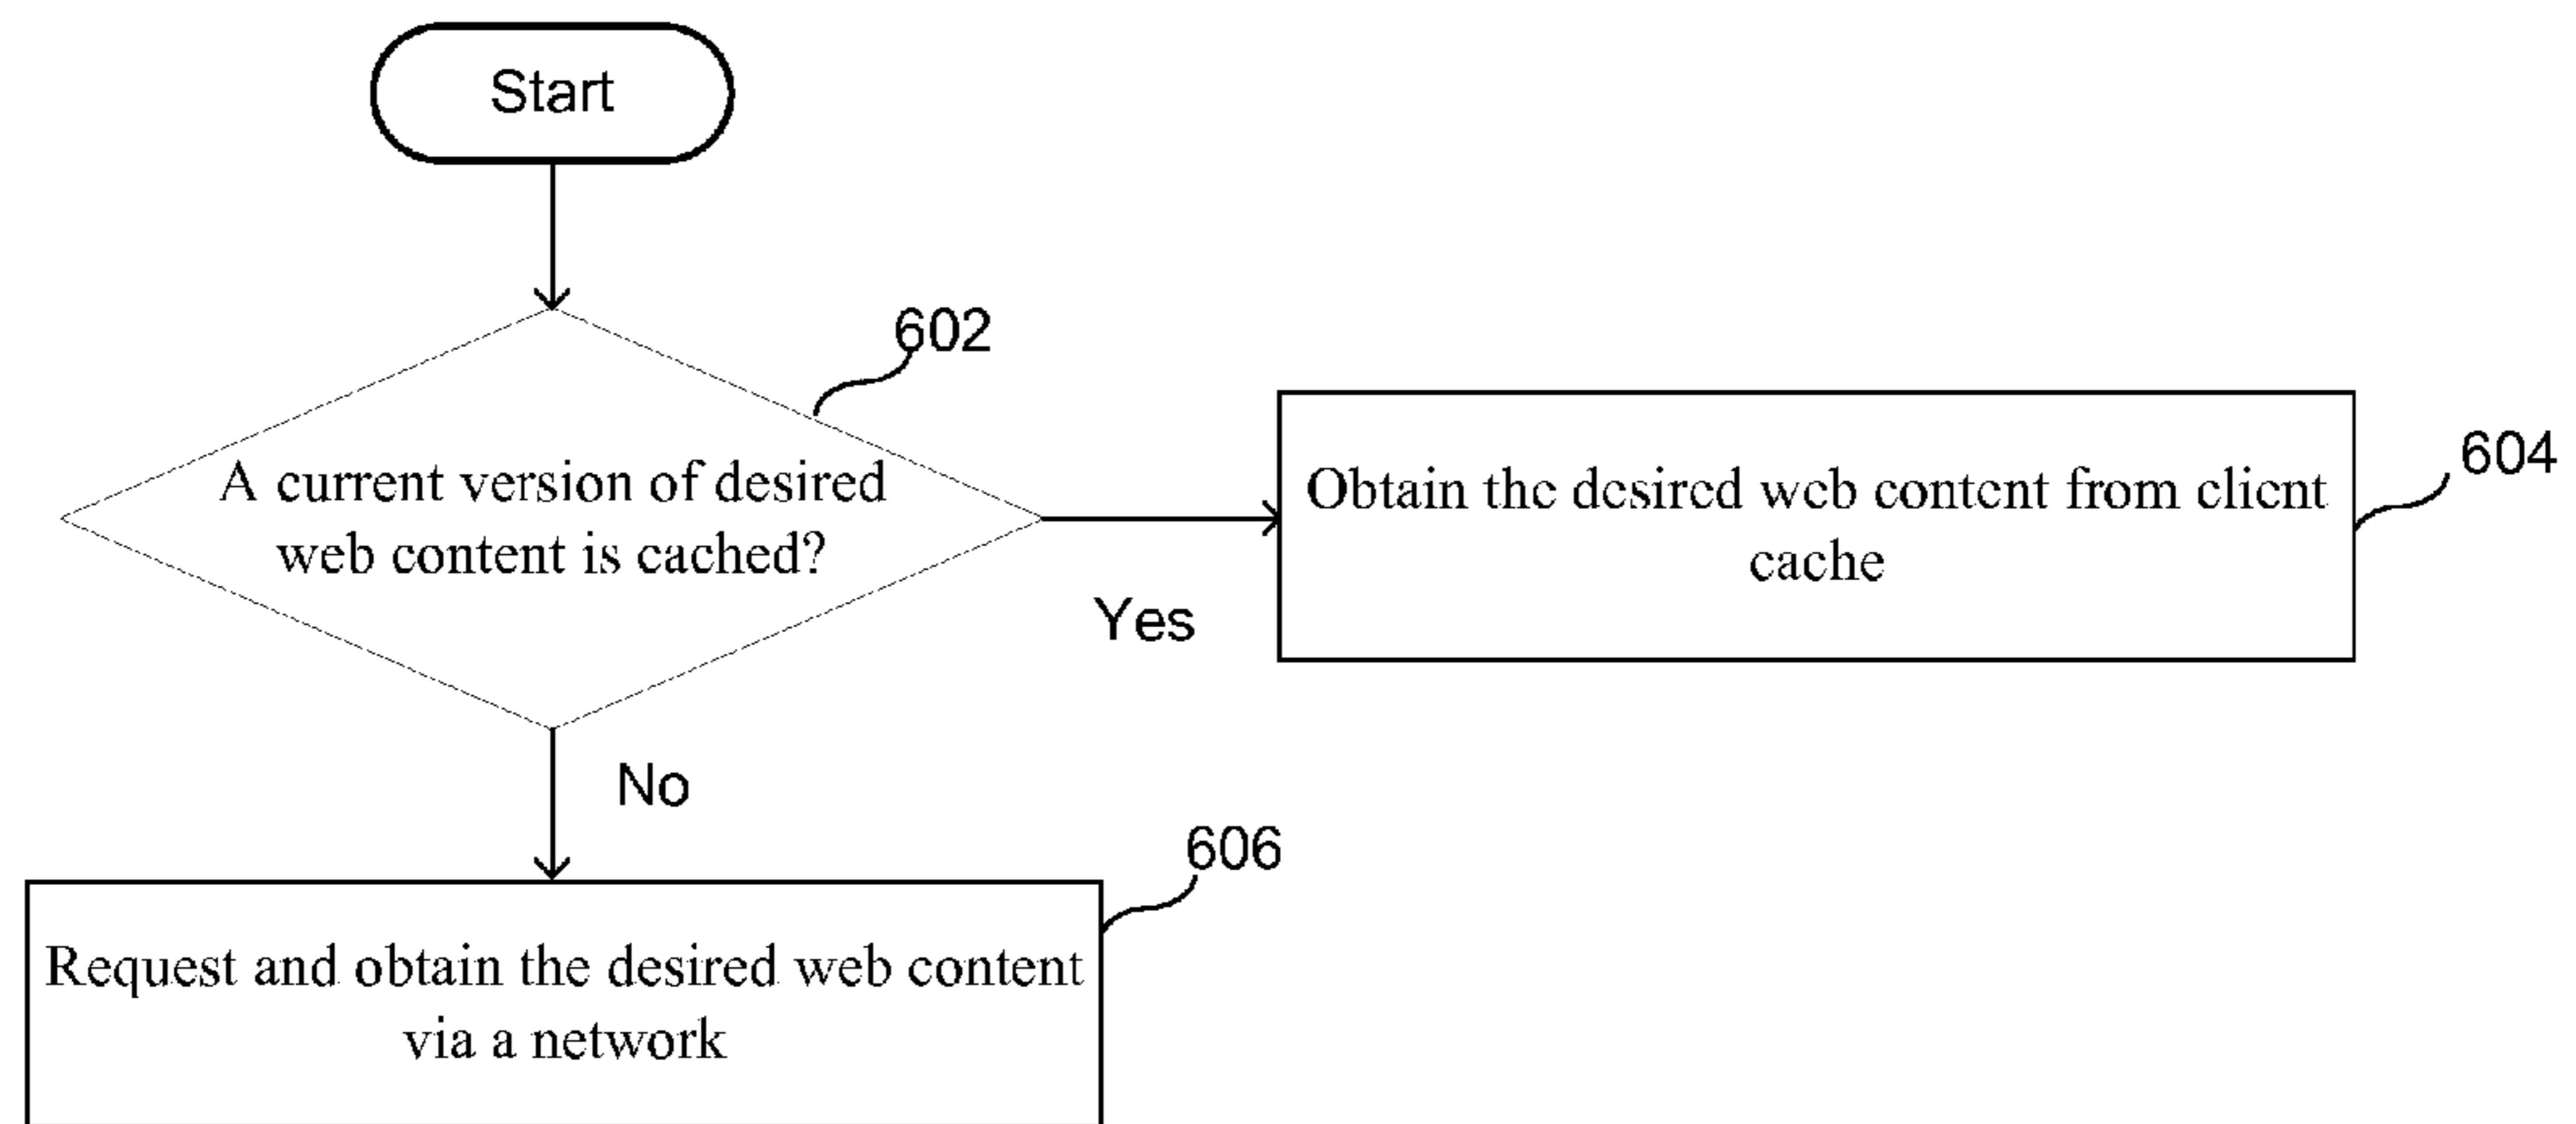 Start
602
A current version of desired
web content is cached?
Yes
Obtain the desired web content from client
cache
604
No
606
Request and obtain the desired web content
via a network